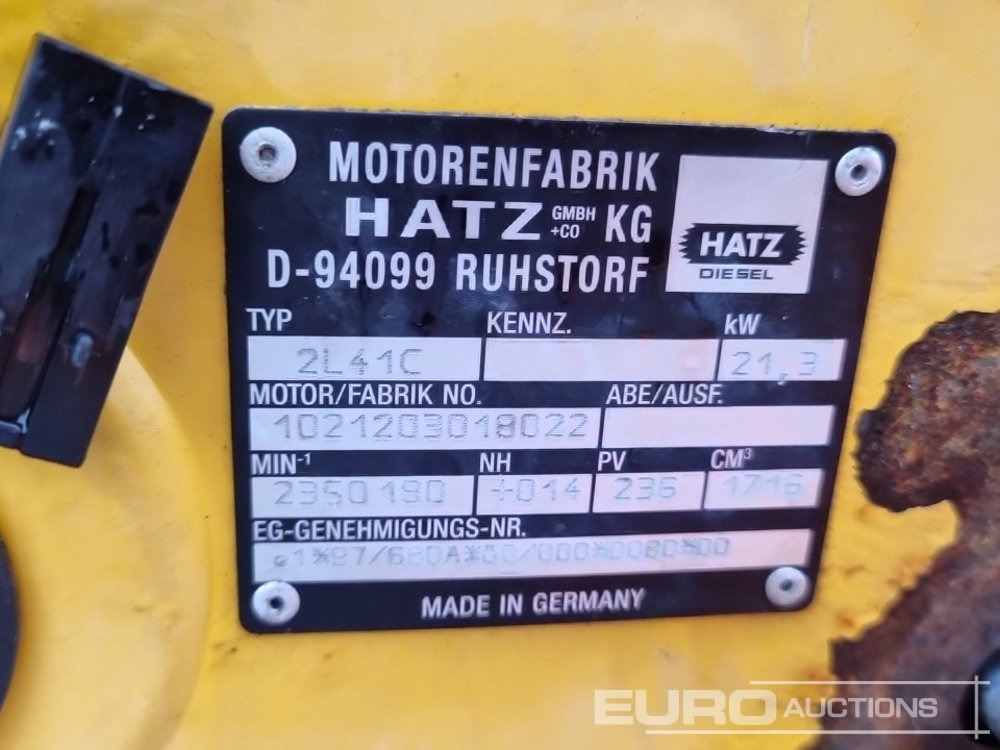 MOTORENFABRIK
HATZ GMBH +CO KG
D-94099 RUHSTORF
HATZ
DIESEL
TYP KENNZ. kW
2L41C 21,3
MOTOR/FABRIK NO. ABE/AUSF.
1021203018022
MIN-1 NH PV CM³
2350 190 ÷014 236 1716
EG-GENEHMIGUNGS-NR.
MADE IN GERMANY
EURO AUCTIONS